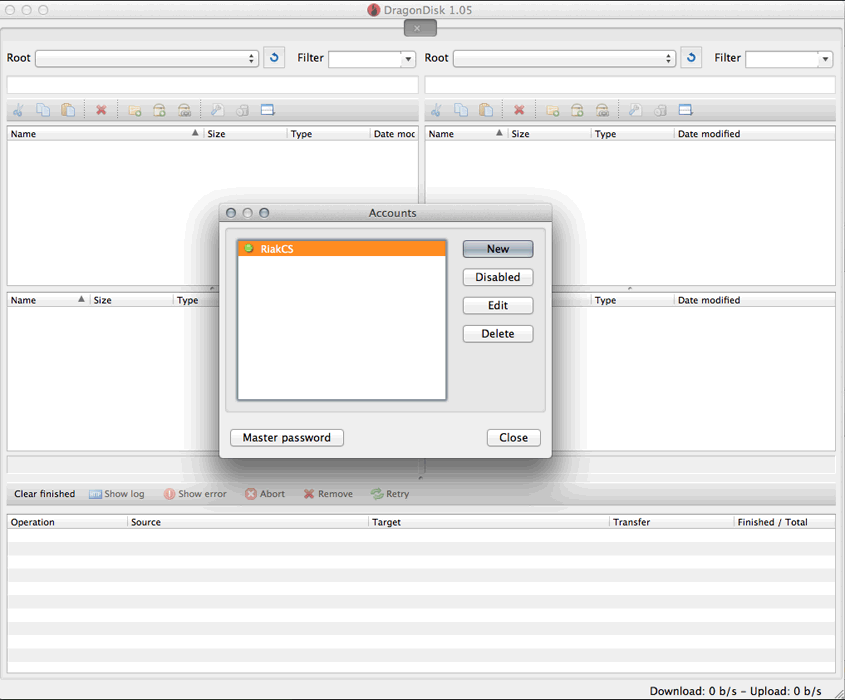 DragonDisk 1.05
Root Filter Root Filter
Name Size Type Date mod Name Size Type Date modified
Accounts
RiakCS
New
Disabled
Edit
Delete
Master password Close
Name Size Type Type Date modified
Clear finished Show log Show error Abort Remove Retry
Operation Source Target Transfer Finished / Total
Download: 0 b/s – Upload: 0 b/s